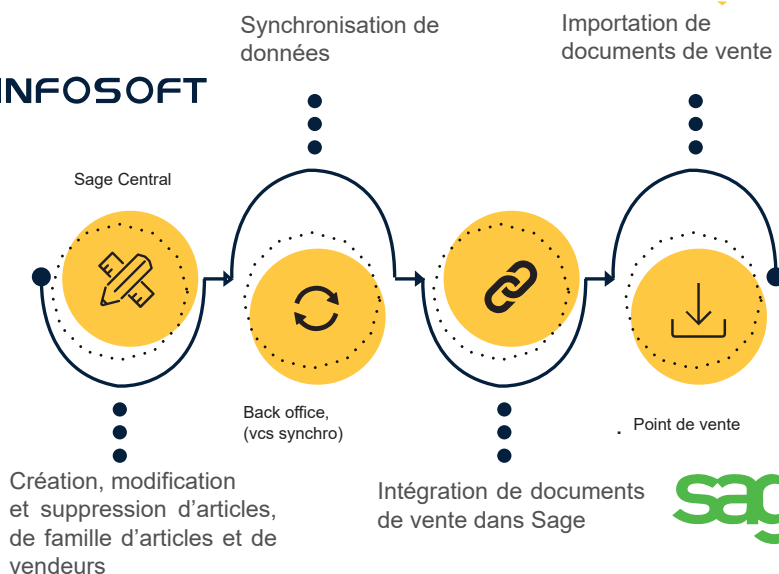 Synchronisation de
données
Importation de
documents de vente
INFOSOFT
Sage Central
Back office,
(vcs synchro)
. Point de vente
Création, modification
et suppression d’articles,
de famille d’articles et de
vendeurs
Intégration de documents
de vente dans Sage
sag